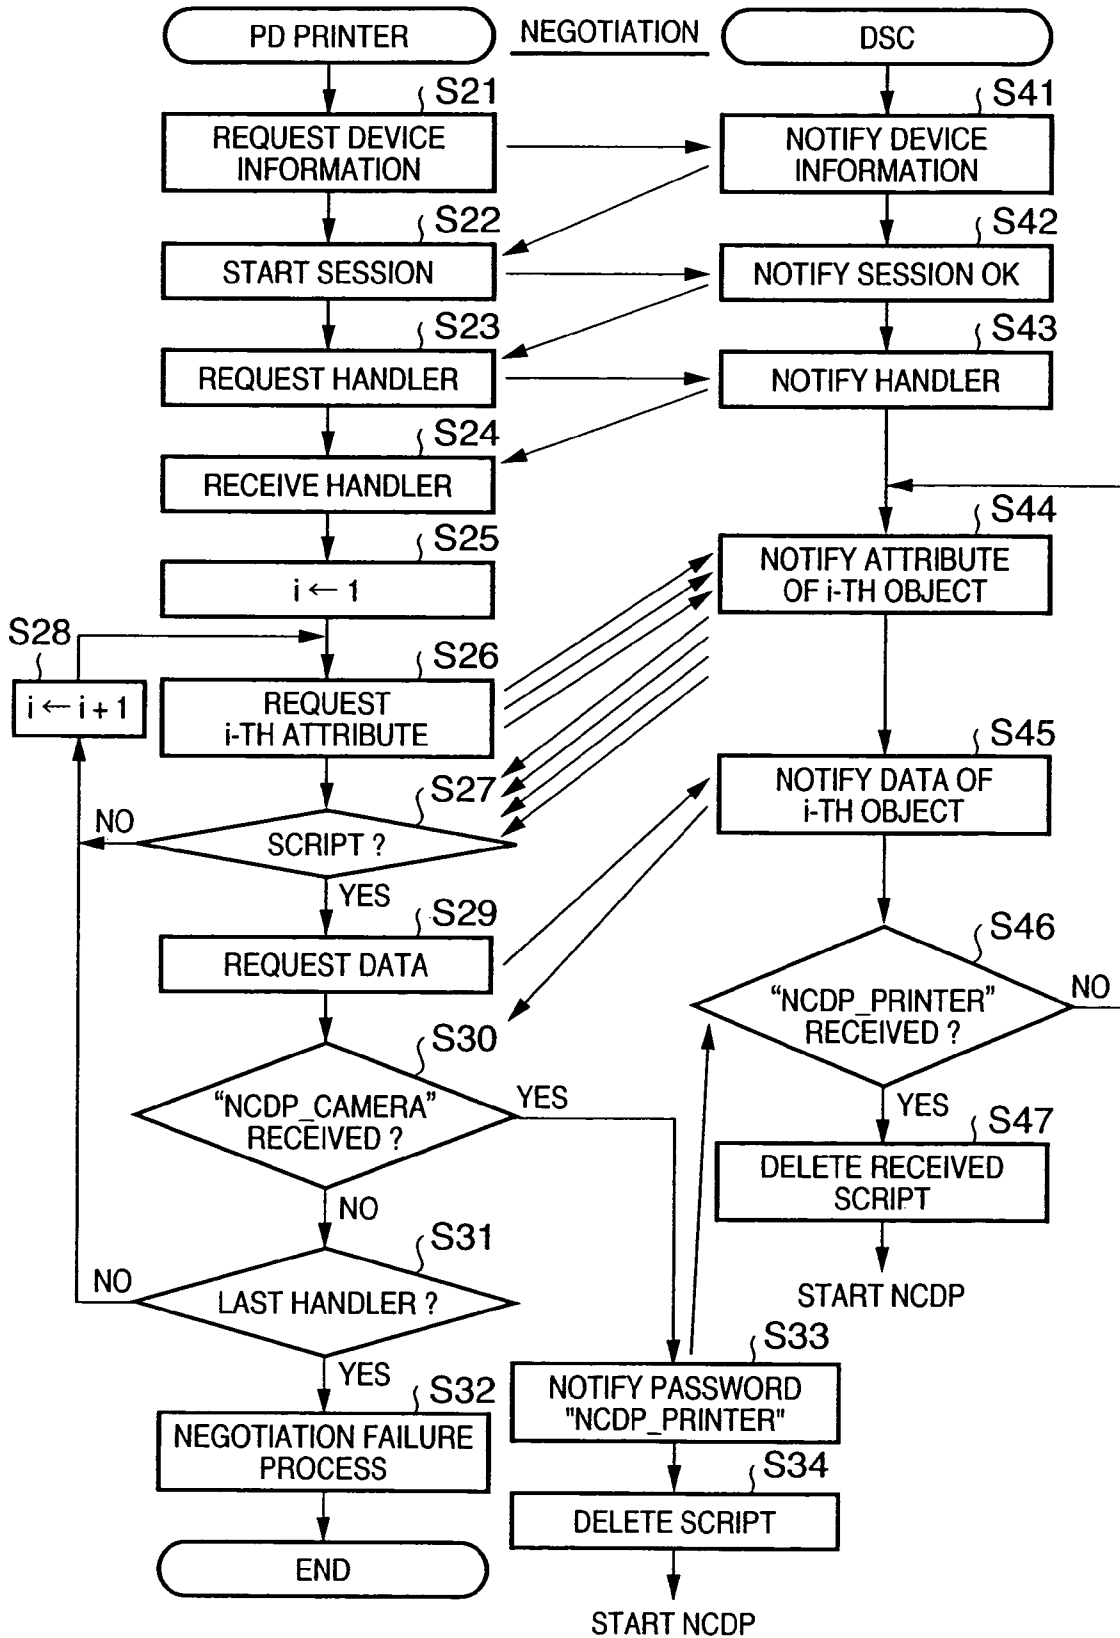 PD PRINTER
NEGOTIATION
DSC
S21
REQUEST DEVICE
INFORMATION
S41
NOTIFY DEVICE
INFORMATION
S22
START SESSION
S42
NOTIFY SESSION OK
S23
REQUEST HANDLER
S43
NOTIFY HANDLER
S24
RECEIVE HANDLER
S25
i ← 1
S44
NOTIFY ATTRIBUTE
OF i-TH OBJECT
S28
i ← i + 1
S26
REQUEST
i-TH ATTRIBUTE
S27
SCRIPT ?
NO
YES
S45
NOTIFY DATA OF
i-TH OBJECT
S29
REQUEST DATA
S46
“NCDP_PRINTER”
RECEIVED ?
NO
YES
S30
“NCDP_CAMERA”
RECEIVED ?
YES
NO
S47
DELETE RECEIVED
SCRIPT
START NCDP
S31
LAST HANDLER ?
NO
YES
S32
NEGOTIATION FAILURE
PROCESS
END
S33
NOTIFY PASSWORD
"NCDP_PRINTER"
S34
DELETE SCRIPT
START NCDP